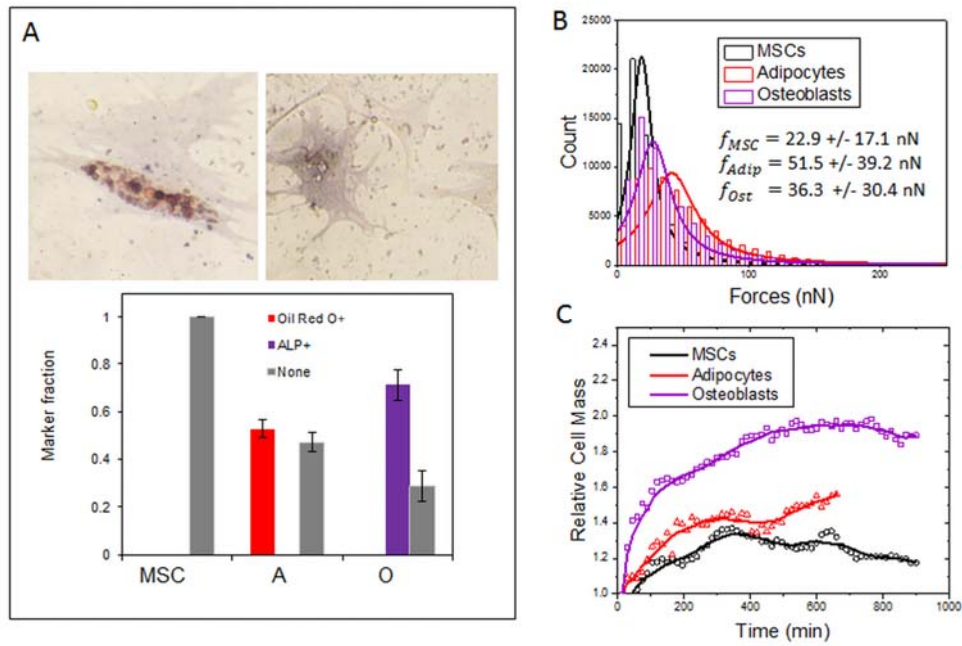 A
Marker fraction
1
0.8
0.6
0.4
0.2
0
Oil Red O+
ALP+
None
MSC A O
B
Count
25000
20000
15000
10000
5000
0
MSCs
Adipocytes
Osteoblasts
fMSC = 22.9 +/- 17.1 nN
fAdip = 51.5 +/- 39.2 nN
fOst = 36.3 +/- 30.4 nN
0 100 200
Forces (nN)
C
Relative Cell Mass
2.4
2.2
2.0
1.8
1.6
1.4
1.2
1.0
MSCs
Adipocytes
Osteoblasts
0 200 400 600 800 1000
Time (min)